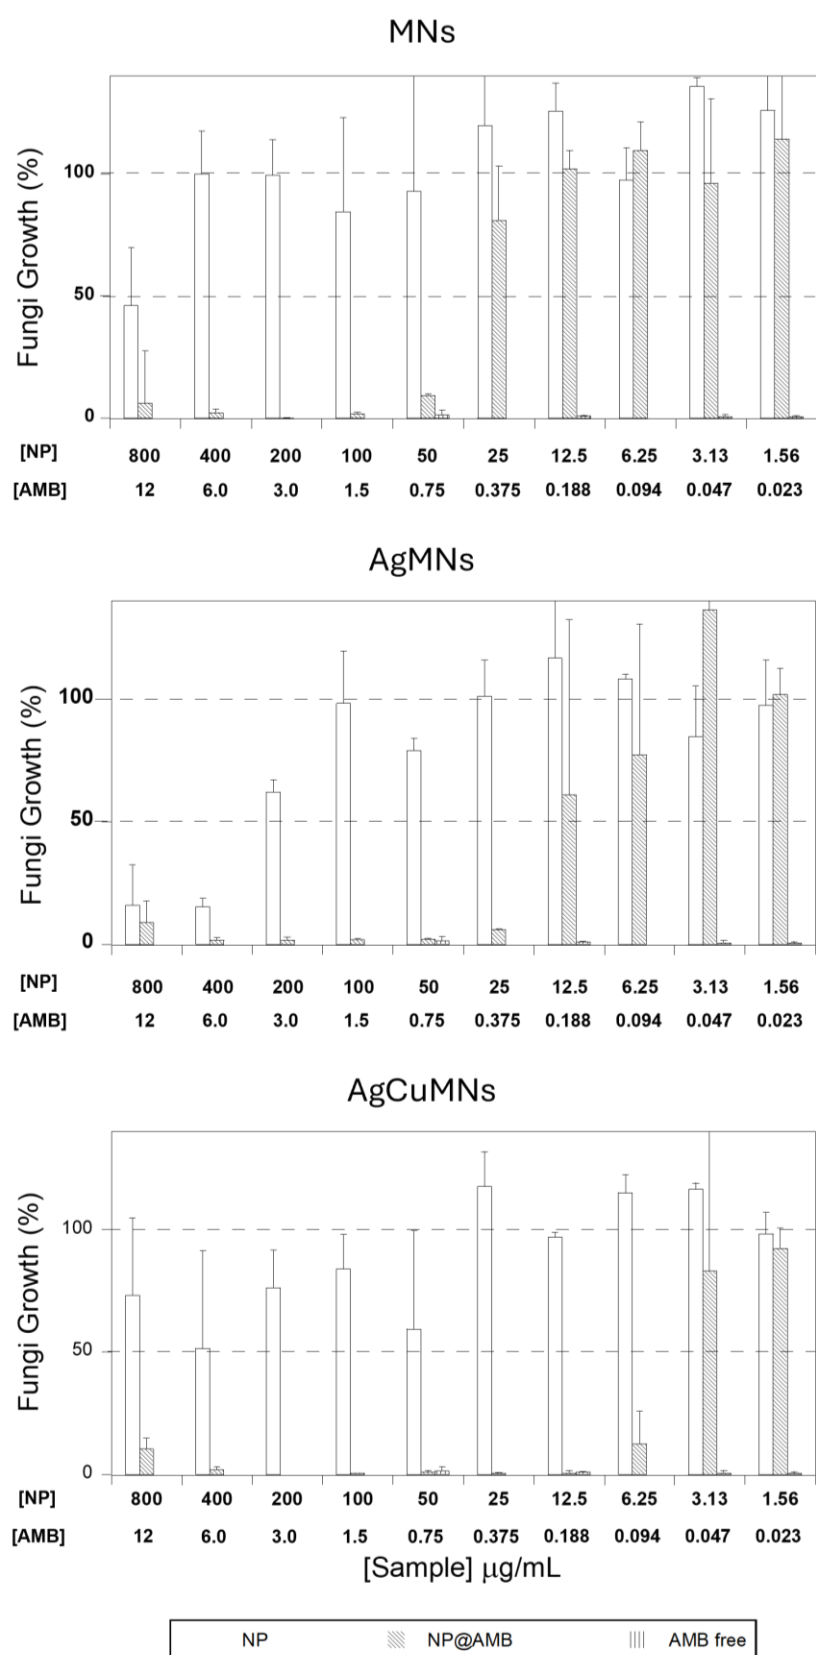 MNs
Fungi Growth (%)
100
50
0
[NP] 800 400 200 100 50 25 12.5 6.25 3.13 1.56
[AMB] 12 6.0 3.0 1.5 0.75 0.375 0.188 0.094 0.047 0.023
AgMNs
Fungi Growth (%)
100
50
0
[NP] 800 400 200 100 50 25 12.5 6.25 3.13 1.56
[AMB] 12 6.0 3.0 1.5 0.75 0.375 0.188 0.094 0.047 0.023
AgCuMNs
Fungi Growth (%)
100
50
0
[NP] 800 400 200 100 50 25 12.5 6.25 3.13 1.56
[AMB] 12 6.0 3.0 1.5 0.75 0.375 0.188 0.094 0.047 0.023
[Sample] μg/mL
NP NP@AMB AMB free